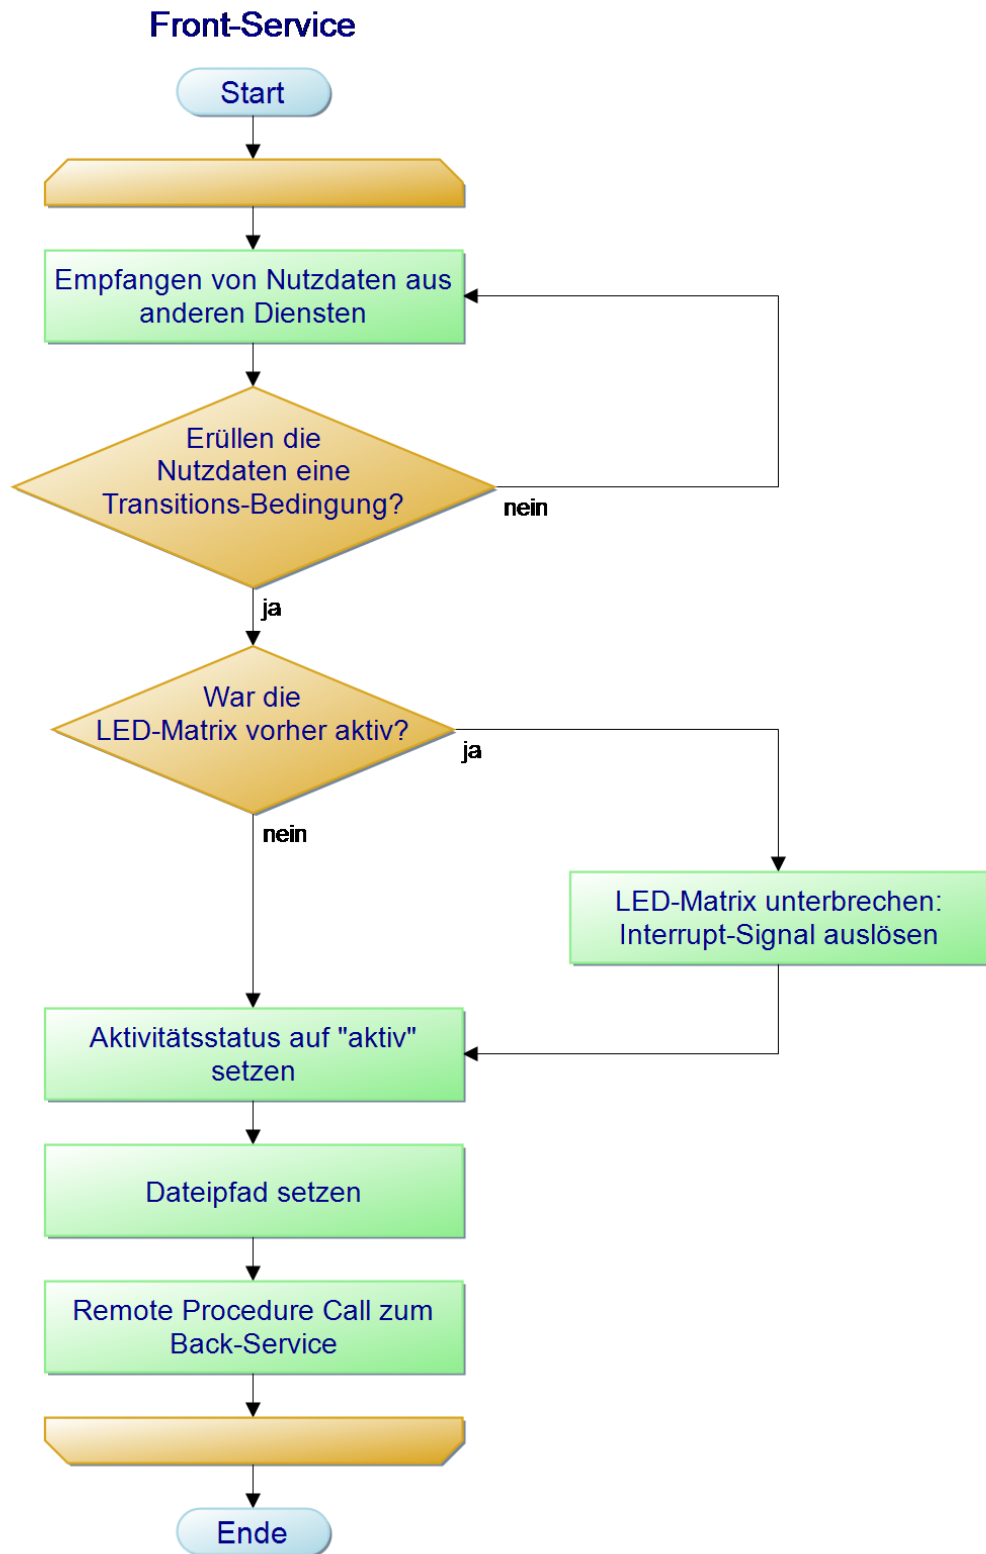 Front-Service
Start
Empfangen von Nutzdaten aus
anderen Diensten
Erüllen die
Nutzdaten eine
Transitions-Bedingung?
nein
ja
War die
LED-Matrix vorher aktiv?
ja
nein
LED-Matrix unterbrechen:
Interrupt-Signal auslösen
Aktivitätsstatus auf "aktiv"
setzen
Dateipfad setzen
Remote Procedure Call zum
Back-Service
Ende